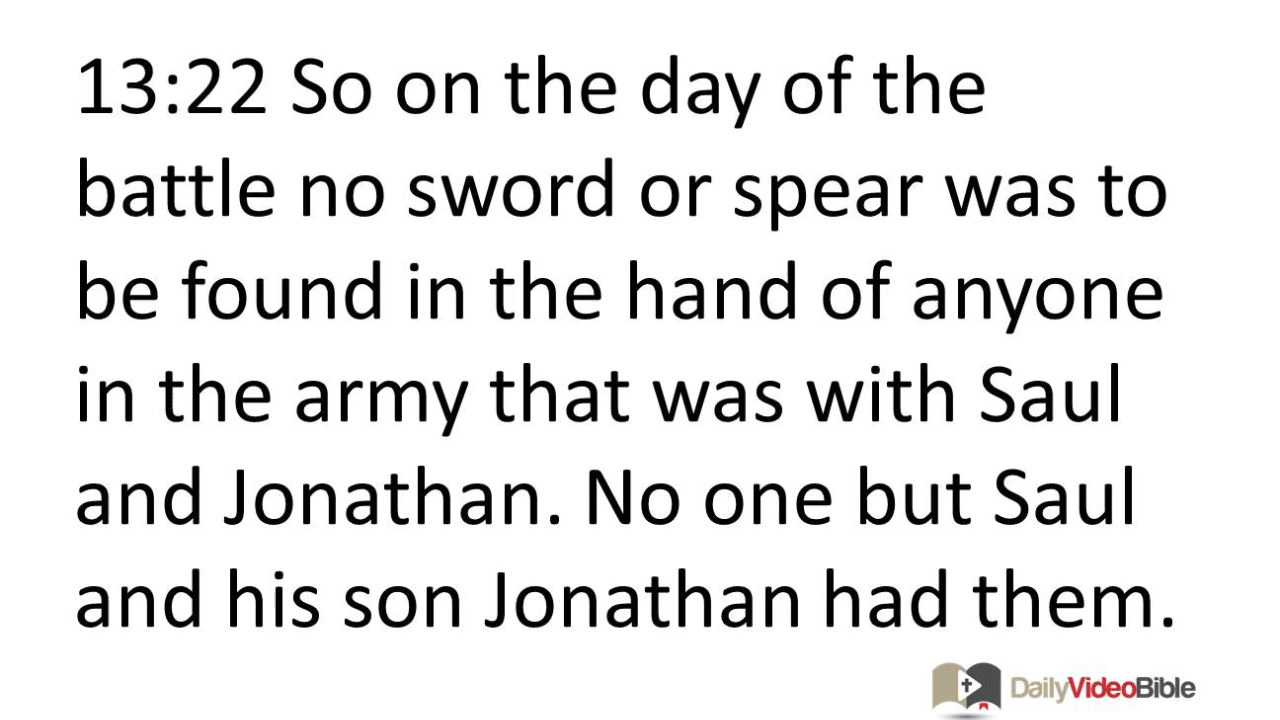 13:22 So on the day of the
battle no sword or spear was to
be found in the hand of anyone
in the army that was with Saul
and Jonathan. No one but Saul
and his son Jonathan had them.
DailyVideoBible